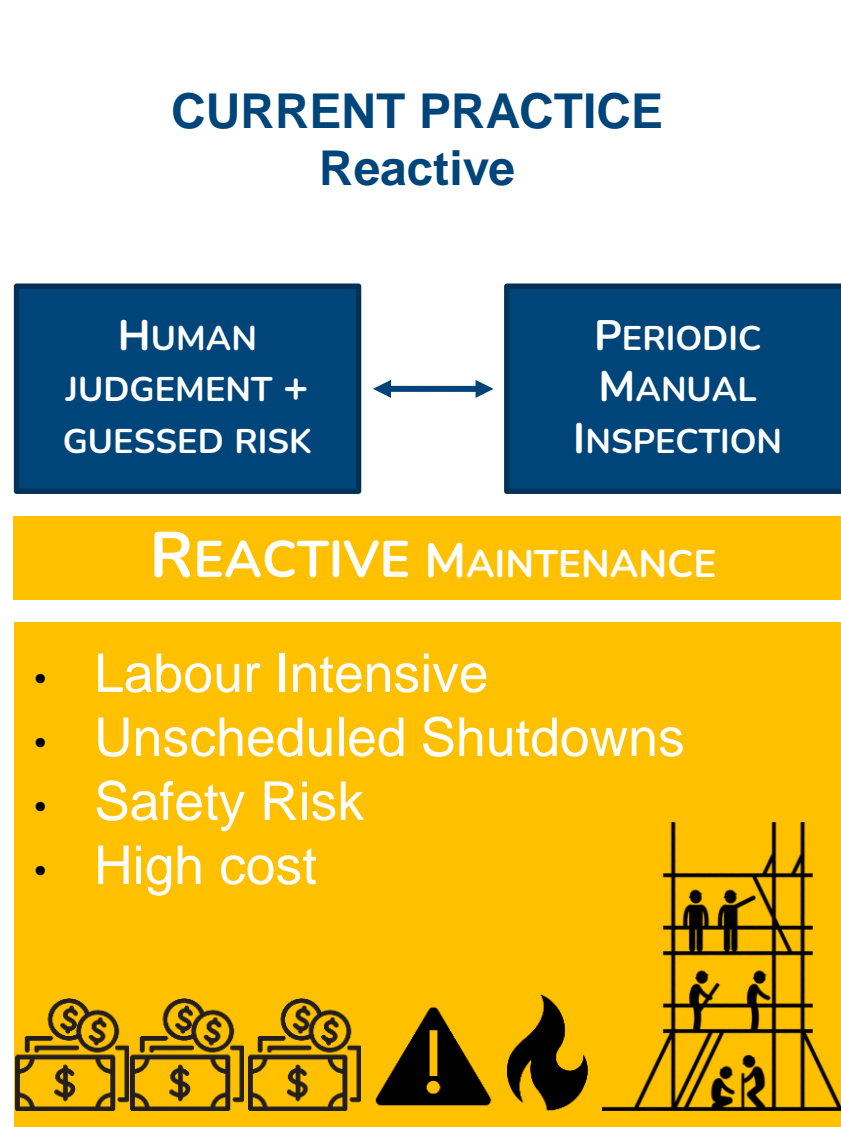 CURRENT PRACTICE
Reactive
HUMAN
JUDGEMENT +
GUESSED RISK
PERIODIC
MANUAL
INSPECTION
REACTIVE MAINTENANCE
• Labour Intensive
• Unscheduled Shutdowns
• Safety Risk
• High cost
$ $ $ $ $ $
$ $ $ !